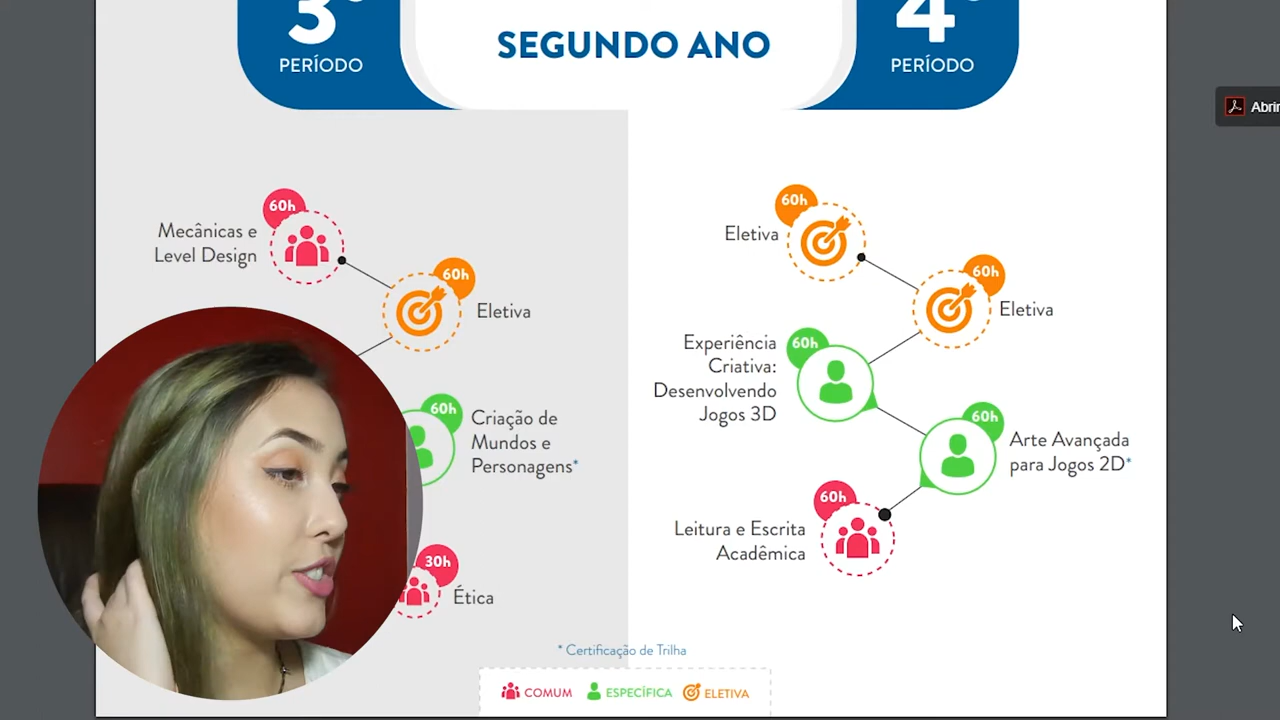 3º
PERÍODO
SEGUNDO ANO
4º
PERÍODO
Abrir
60h
Mecânicas e
Level Design
60h
Eletiva
60h
Criação de
Mundos e
Personagens*
30h
Ética
60h
Eletiva
60h
Eletiva
60h
Experiência
Criativa:
Desenvolvendo
Jogos 3D
60h
Arte Avançada
para Jogos 2D*
60h
Leitura e Escrita
Acadêmica
* Certificação de Trilha
COMUM ESPECÍFICA ELETIVA